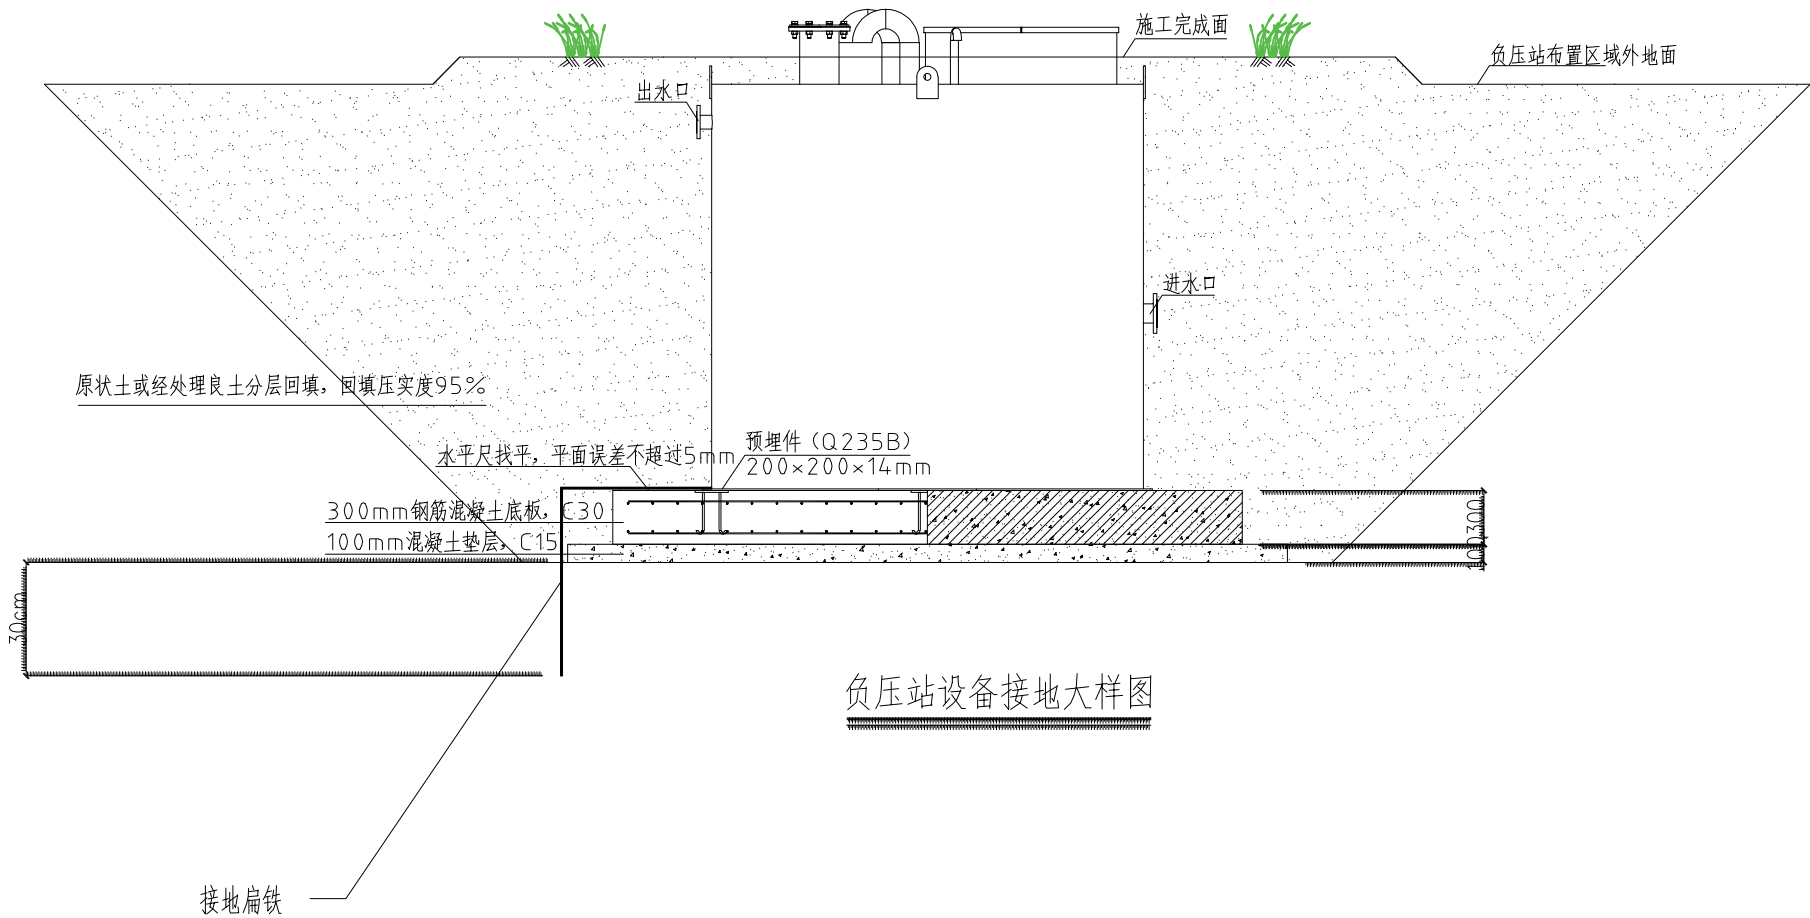 施工完成面
负压站布置区域外地面
出水口
进水口
原状土或经处理良土分层回填，回填压实度95%
水平尺找平，平面误差不超过5mm
预埋件（Q235B）
200×200×14mm
300mm钢筋混凝土底板，C30
100mm混凝土垫层，C15
300
100
30cm
负压站设备接地大样图
接地扁铁